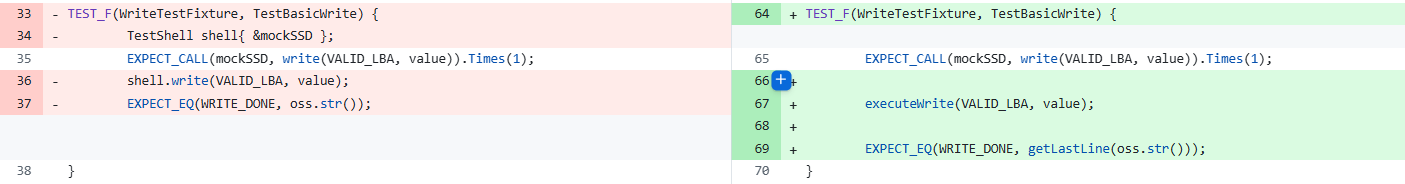 33 - TEST_F(WriteTestFixture, TestBasicWrite) {
34 - TestShell shell{ &mockSSD };
35 EXPECT_CALL(mockSSD, write(VALID_LBA, value)).Times(1);
36 - shell.write(VALID_LBA, value);
37 - EXPECT_EQ(WRITE_DONE, oss.str());
38 }
64 + TEST_F(WriteTestFixture, TestBasicWrite) {
65 EXPECT_CALL(mockSSD, write(VALID_LBA, value)).Times(1);
66 +
67 + executeWrite(VALID_LBA, value);
68 +
69 + EXPECT_EQ(WRITE_DONE, getLastLine(oss.str()));
70 }